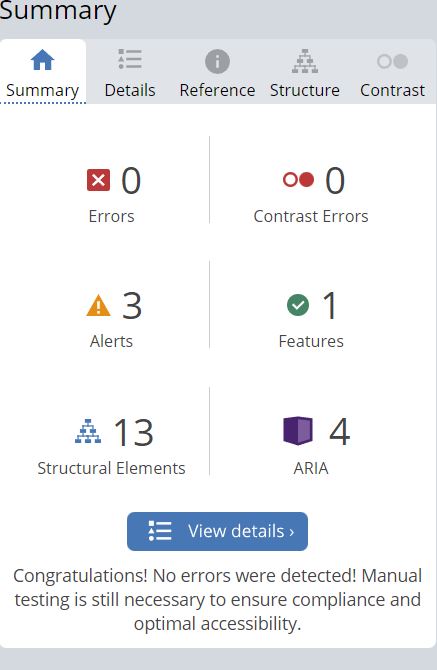 Summary
Summary Details Reference Structure Contrast
0 0
Errors Contrast Errors
3 1
Alerts Features
13 4
Structural Elements ARIA
View details ›
Congratulations! No errors were detected! Manual
testing is still necessary to ensure compliance and
optimal accessibility.